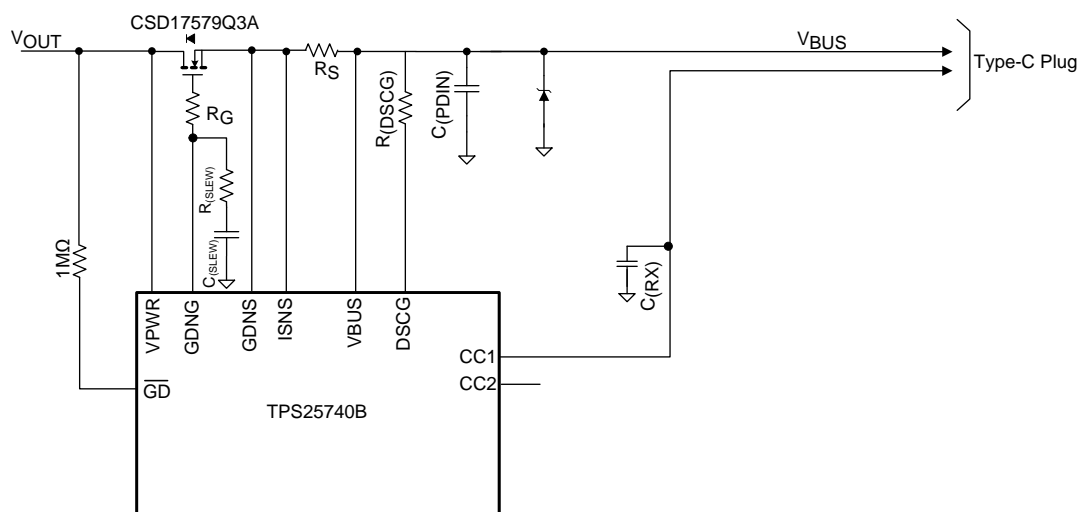 CSD17579Q3A
VOUT
RS
VBUS
Type-C Plug
RG
R(DSCG)
C(PDIN)
R(SLEW)
C(SLEW)
1MΩ
C(RX)
VPWR
GDNG
GDNS
ISNS
VBUS
DSCG
CC1
CC2
GD
TPS25740B